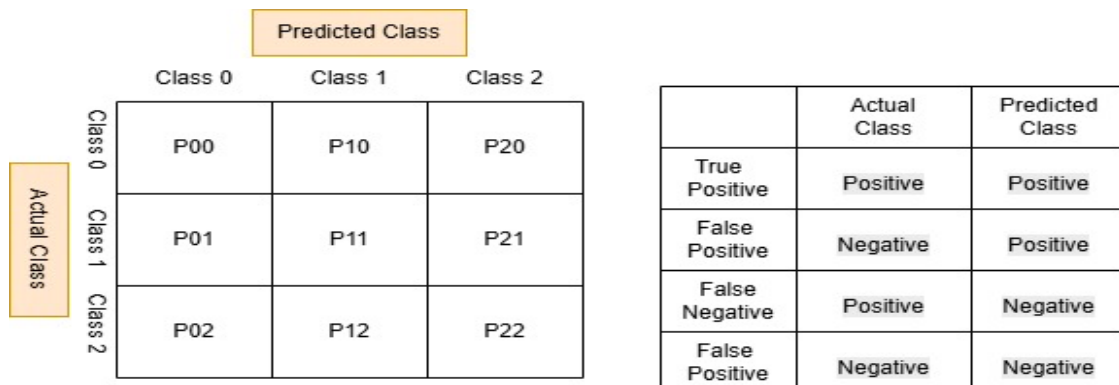 Predicted Class
Class 0 Class 1 Class 2
Actual Class
Class 0 P00 P10 P20
Class 1 P01 P11 P21
Class 2 P02 P12 P22
Actual Predicted
Class Class
True
Positive Positive Positive
False
Positive Negative Positive
False
Negative Positive Negative
False
Positive Negative Negative